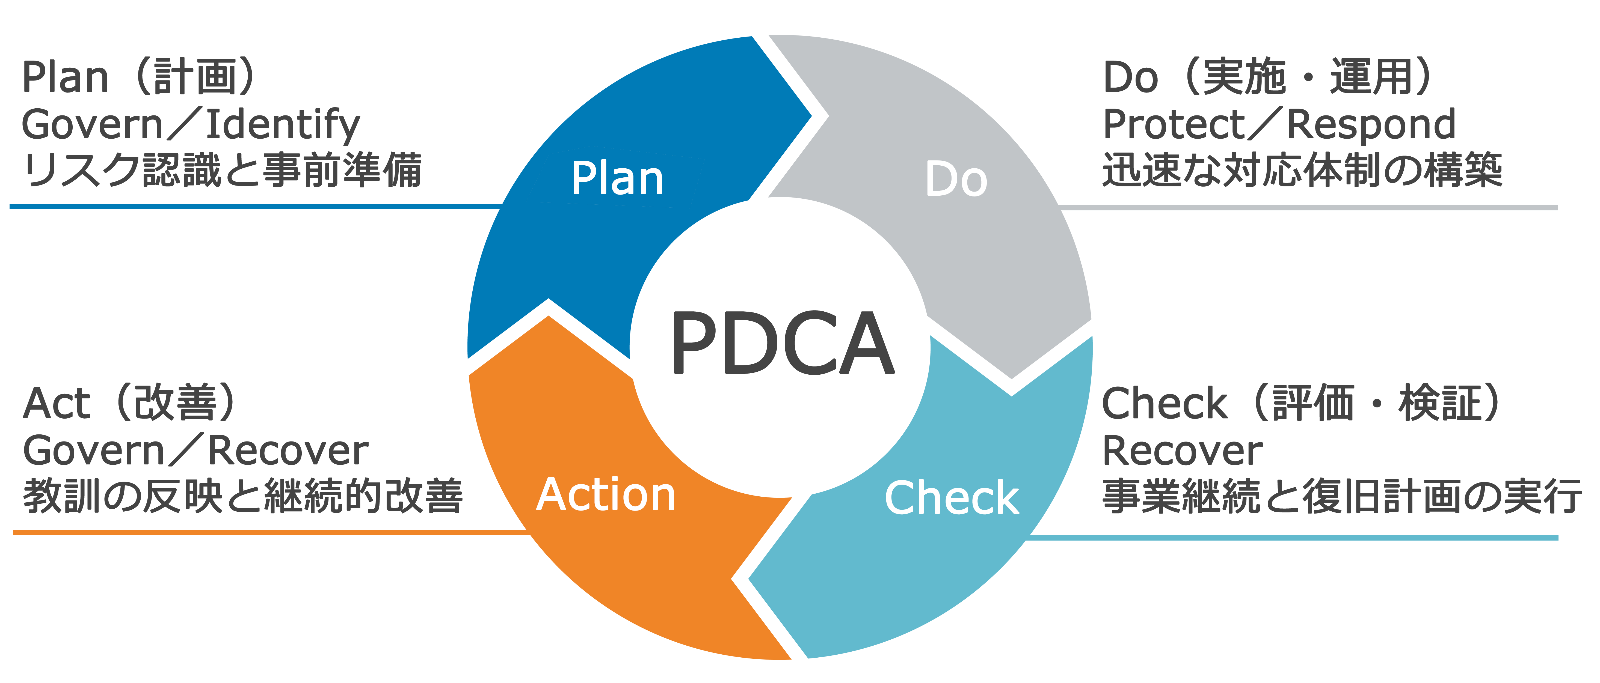 Plan（計画）
Govern／Identify
リスク認識と事前準備
Do（実施・運用）
Protect／Respond
迅速な対応体制の構築
Plan
Do
PDCA
Act（改善）
Govern／Recover
教訓の反映と継続的改善
Check（評価・検証）
Recover
事業継続と復旧計画の実行
Action
Check